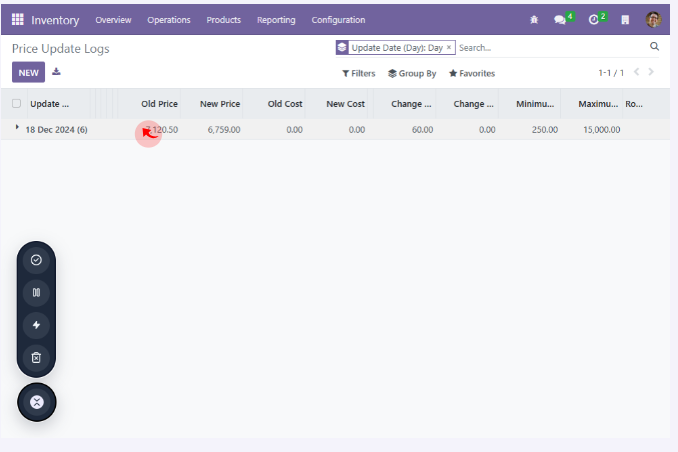 Inventory Overview Operations Products Reporting Configuration 4 2
Price Update Logs Update Date (Day): Day × Search...
NEW Filters Group By Favorites 1-1 / 1
Update ... Old Price New Price Old Cost New Cost Change ... Change ... Minimu... Maximu... Ro...
18 Dec 2024 (6) 7,120.50 6,759.00 0.00 0.00 60.00 0.00 250.00 15,000.00